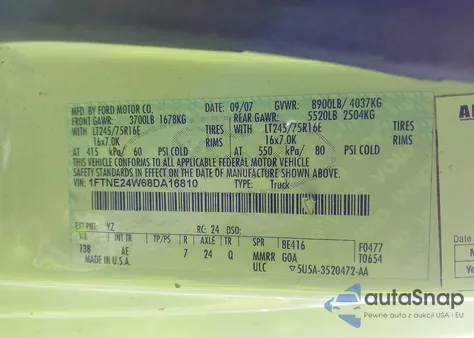 MFD. BY FORD MOTOR CO.
DATE: 09/07 GVWR: 8900LB/ 4037KG
FRONT GAWR: 3700LB 1678KG REAR GAWR: 5520LB 2504KG
WITH LT245/75R16E TIRES WITH LT245/75R16E TIRES
16x7.0K RIMS 16x7.0K RIMS
AT 415 kPa/ 60 PSI COLD AT 550 kPa/ 80 PSI COLD
THIS VEHICLE CONFORMS TO ALL APPLICABLE FEDERAL MOTOR VEHICLE
SAFETY STANDARDS IN EFFECT ON THE DATE OF MANUFACTURE SHOWN ABOVE.
VIN: 1FTNE24W68DA16810 TYPE: Truck
EXT PNT: YZ RC: 24 DSO:
WB INT TR TP/PS R AXLE TR SPR 8E416 F0477
138 AE 7 24 Q MMRR G0A T0654
MADE IN U.S.A. ULC 5U5A-3520472-AA
autoSnap
Pewne auta z aukcji USA i EU